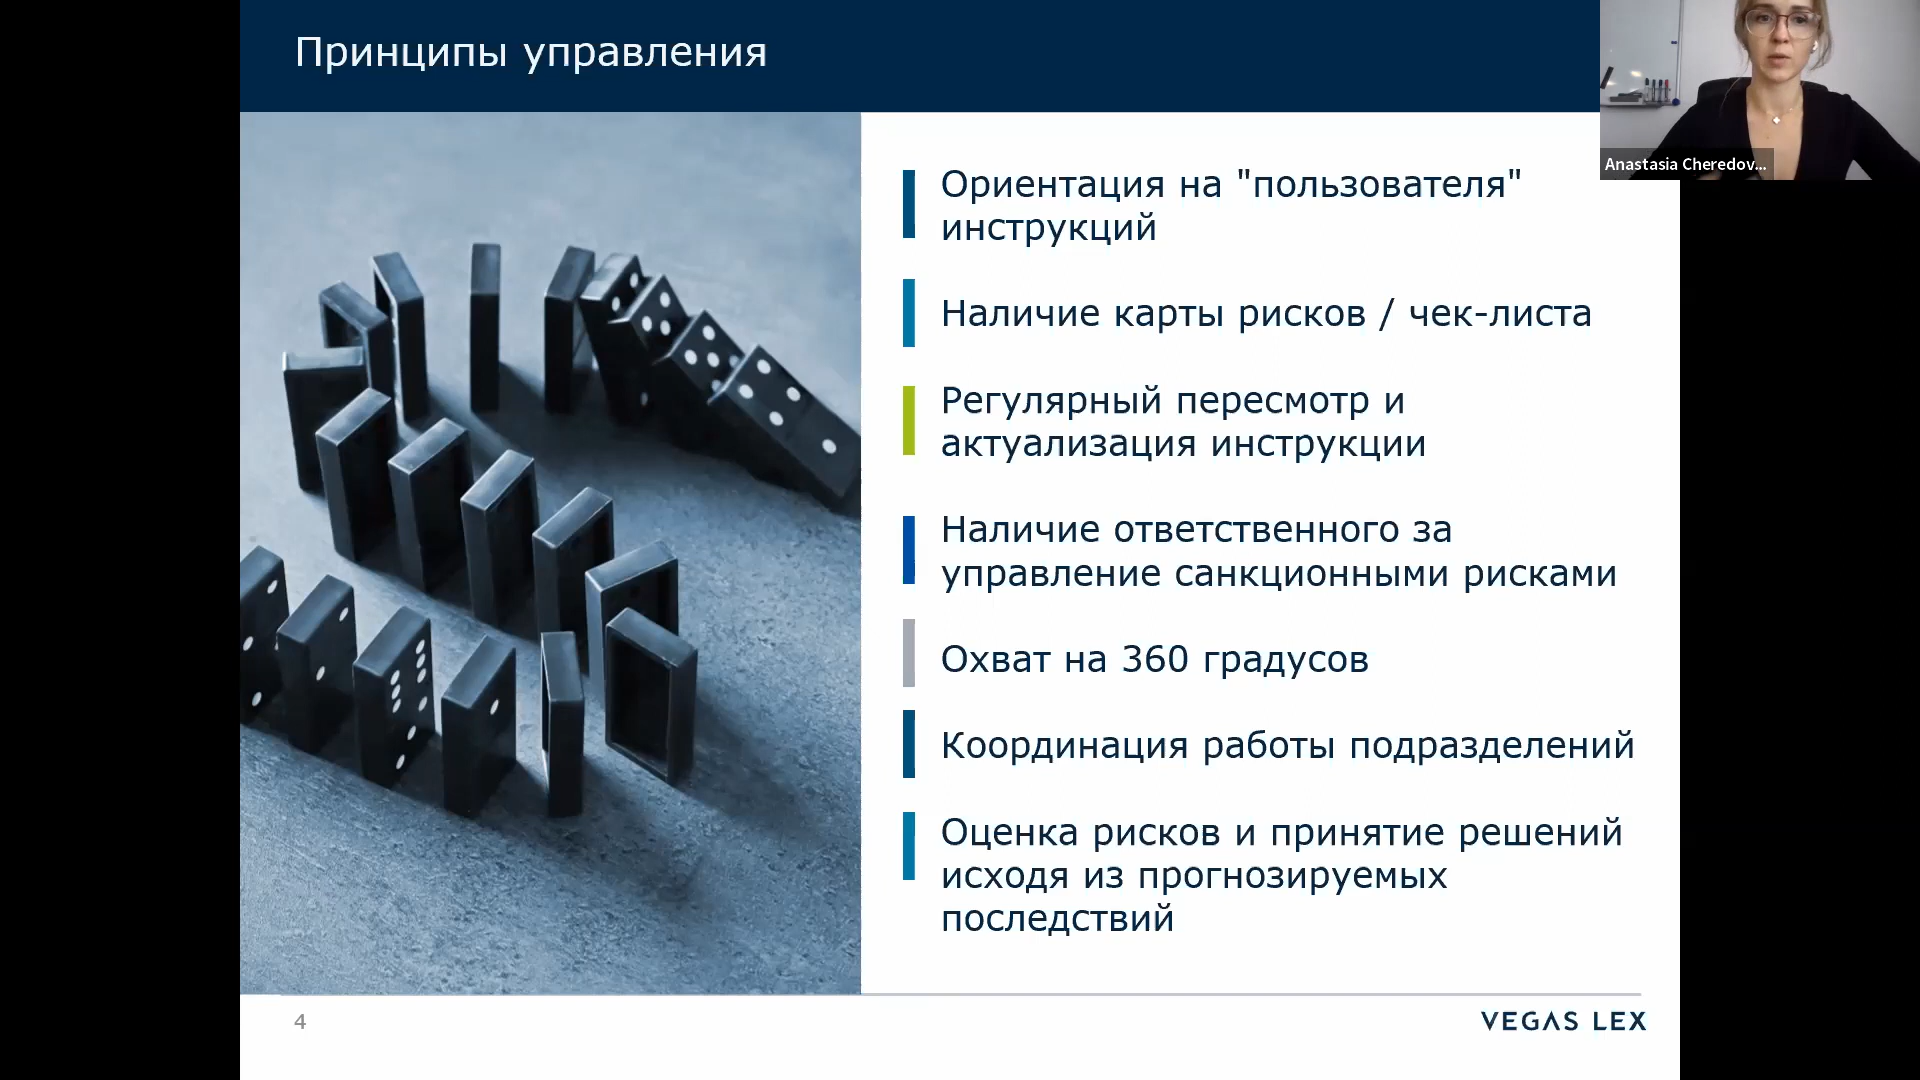 Принципы управления
Anastasia Cheredov...
Ориентация на "пользователя"
инструкций
Наличие карты рисков / чек-листа
Регулярный пересмотр и
актуализация инструкции
Наличие ответственного за
управление санкционными рисками
Охват на 360 градусов
Координация работы подразделений
Оценка рисков и принятие решений
исходя из прогнозируемых
последствий
4
VEGAS LEX